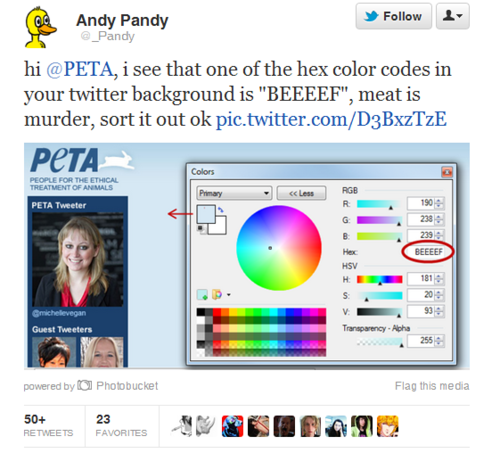 Andy Pandy
@_Pandy
Follow
hi @PETA, i see that one of the hex color codes in
your twitter background is "BEEEEF", meat is
murder, sort it out ok pic.twitter.com/D3BxzTzE
PETA
PEOPLE FOR THE ETHICAL
TREATMENT OF ANIMALS
PETA Tweeter
@michellevegan
Guest Tweeters
Colors
Primary
<< Less
RGB
R: 190
G: 238
B: 239
Hex: BEEEEF
HSV
H: 181
S: 20
V: 93
Transparency - Alpha
255
powered by Photobucket
Flag this media
50+
RETWEETS
23
FAVORITES